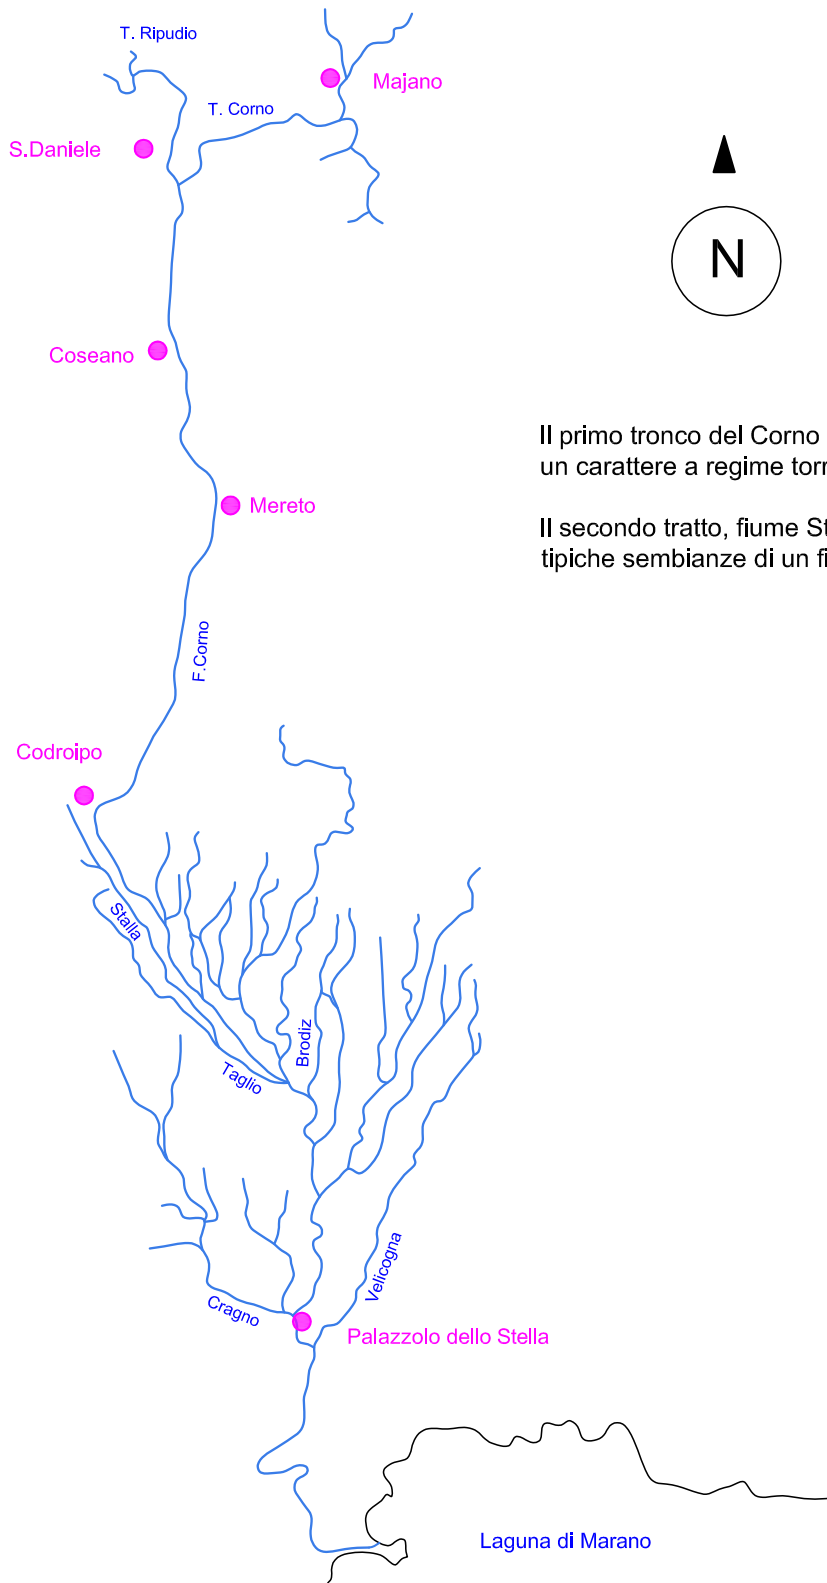 T. Ripudio
Majano
T. Corno
S.Daniele
N
Coseano
Il primo tronco del Corno
un carattere a regime torr
Mereto
Il secondo tratto, fiume St
tipiche sembianze di un fi
F.Corno
Codroipo
Stalla
Brodiz
Taglio
Velicogna
Cragno
Palazzolo dello Stella
Laguna di Marano